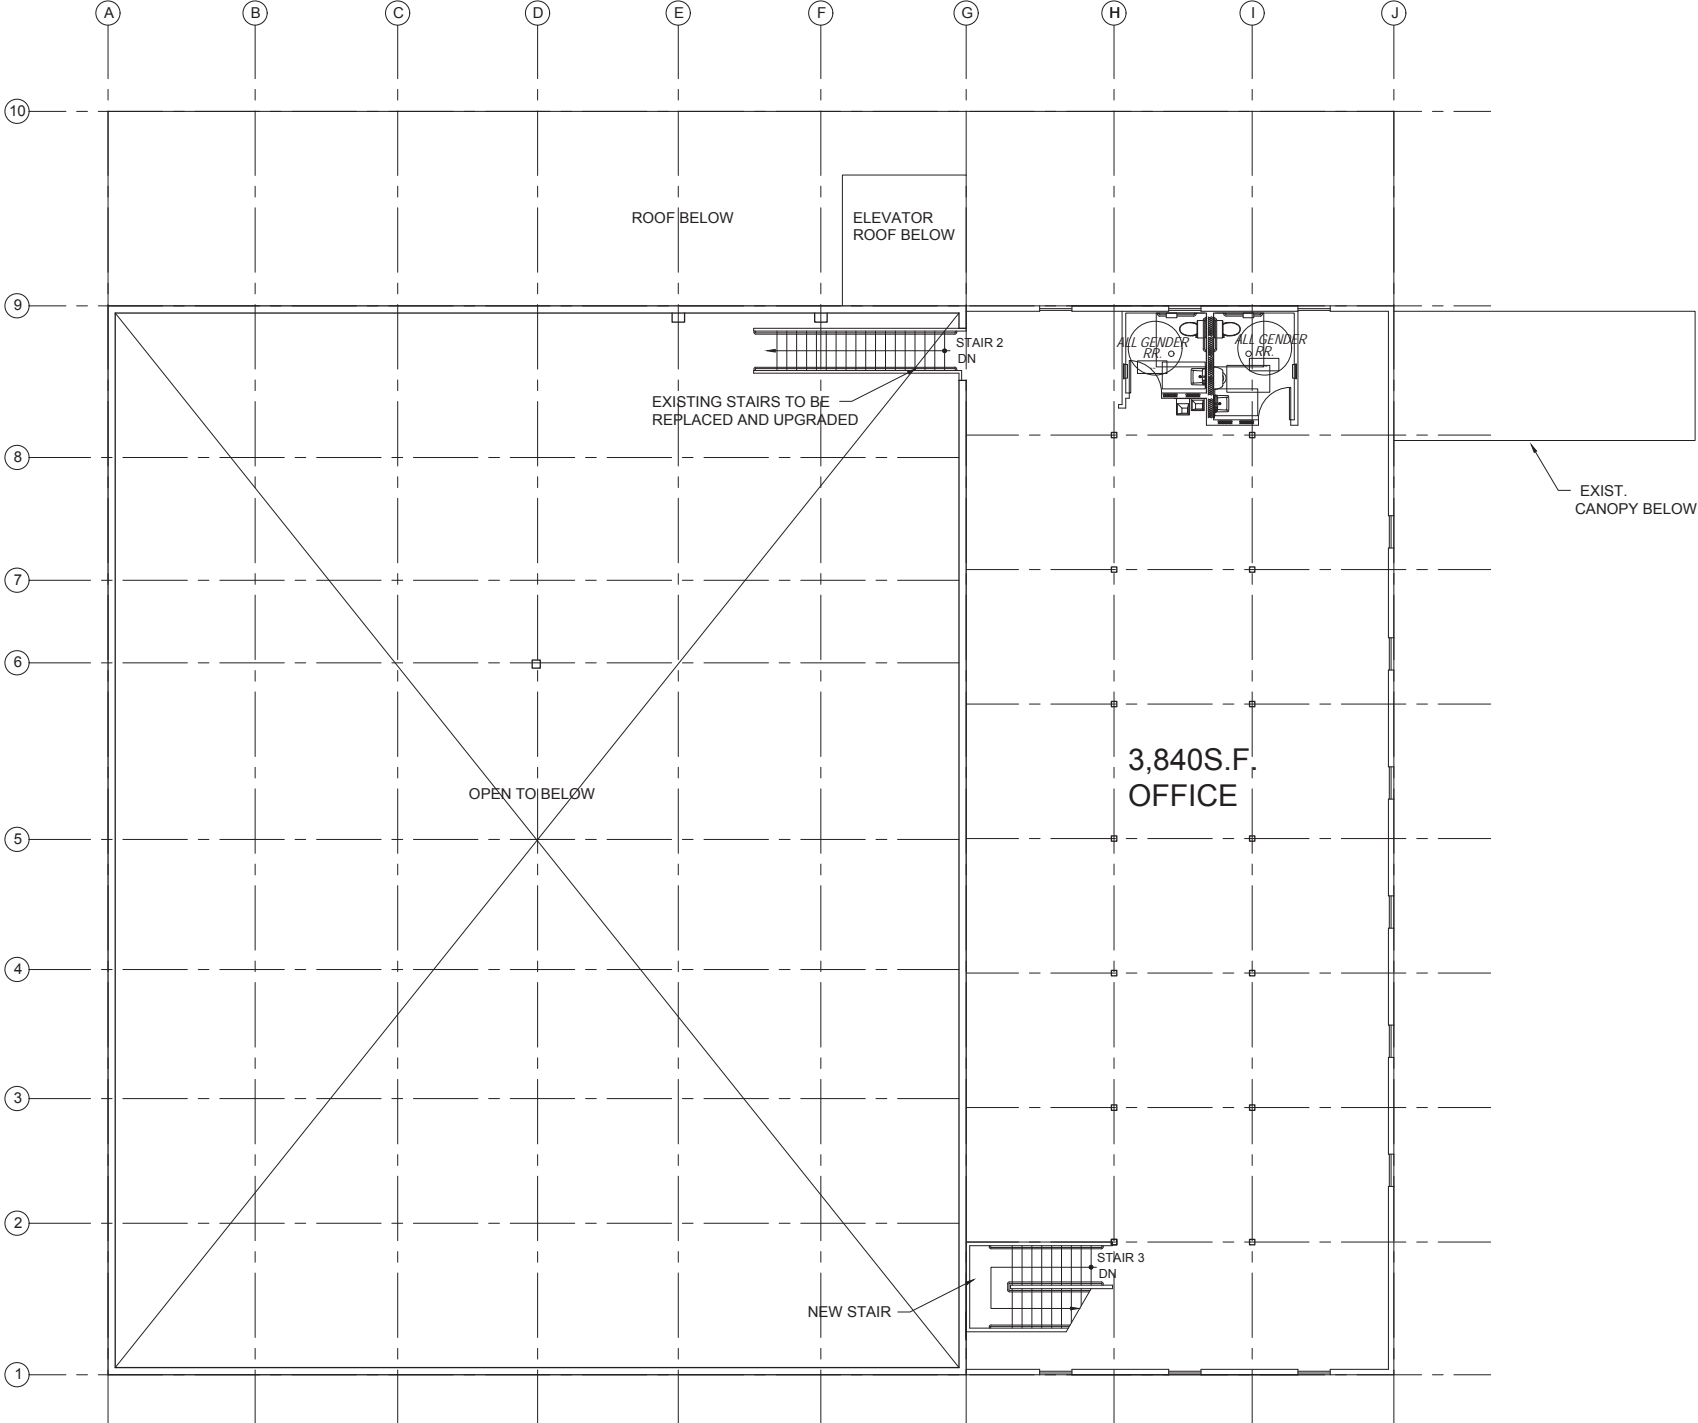 A
B
C
D
E
F
G
H
I
J
10
ROOF BELOW
ELEVATOR
ROOF BELOW
9
STAIR 2
DN
ALL GENDER
RR.
ALL GENDER
RR.
EXISTING STAIRS TO BE
REPLACED AND UPGRADED
8
EXIST.
CANOPY BELOW
7
6
3,840S.F.
OFFICE
OPEN TO BELOW
5
4
3
2
STAIR 3
DN
NEW STAIR
1